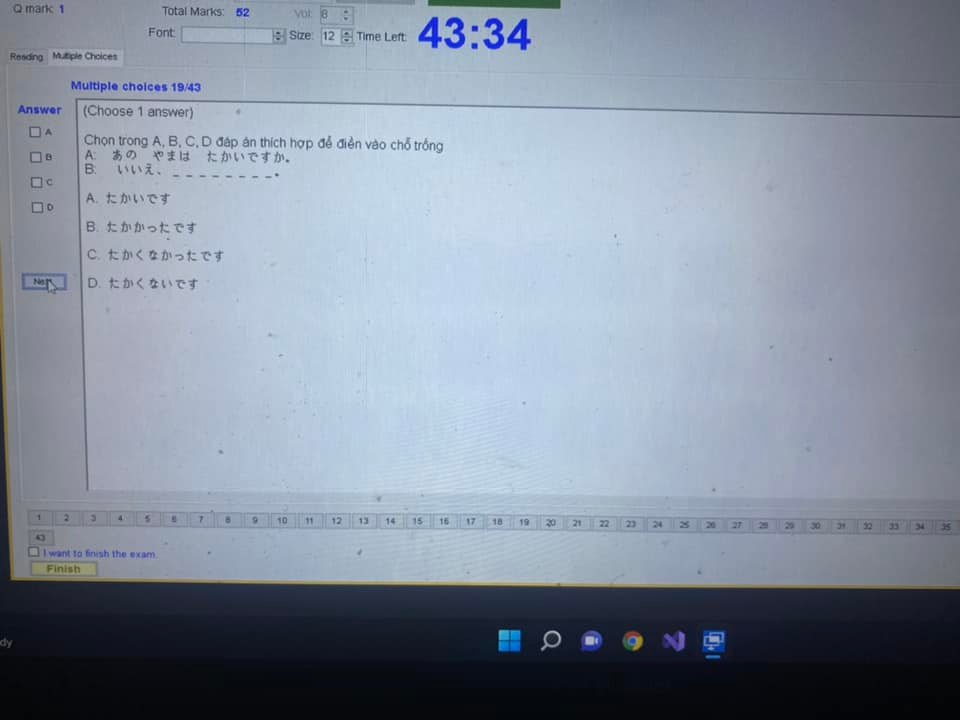 Q mark: 1
Total Marks: 52
Vol: 8
43:34
Font:
Size: 12
Time Left:
Reading
Multiple Choices
Multiple choices 19/43
Answer
(Choose 1 answer)
A
B
C
D
Chọn trong A, B, C, D đáp án thích hợp để điền vào chỗ trống
A: あの やまは たかいですか。
B: いいえ、_ _ _ _ _ _ _ _.
A. たかいです
B. たかかったです
C. たかくなかったです
D. たかくないです
1 2 3 4 5 6 7 8 9 10 11 12 13 14 15 16 17 18 19 20 21 22 23 24 25 26 27 28 29 30 31 32 33 34 35
43
I want to finish the exam.
Finish